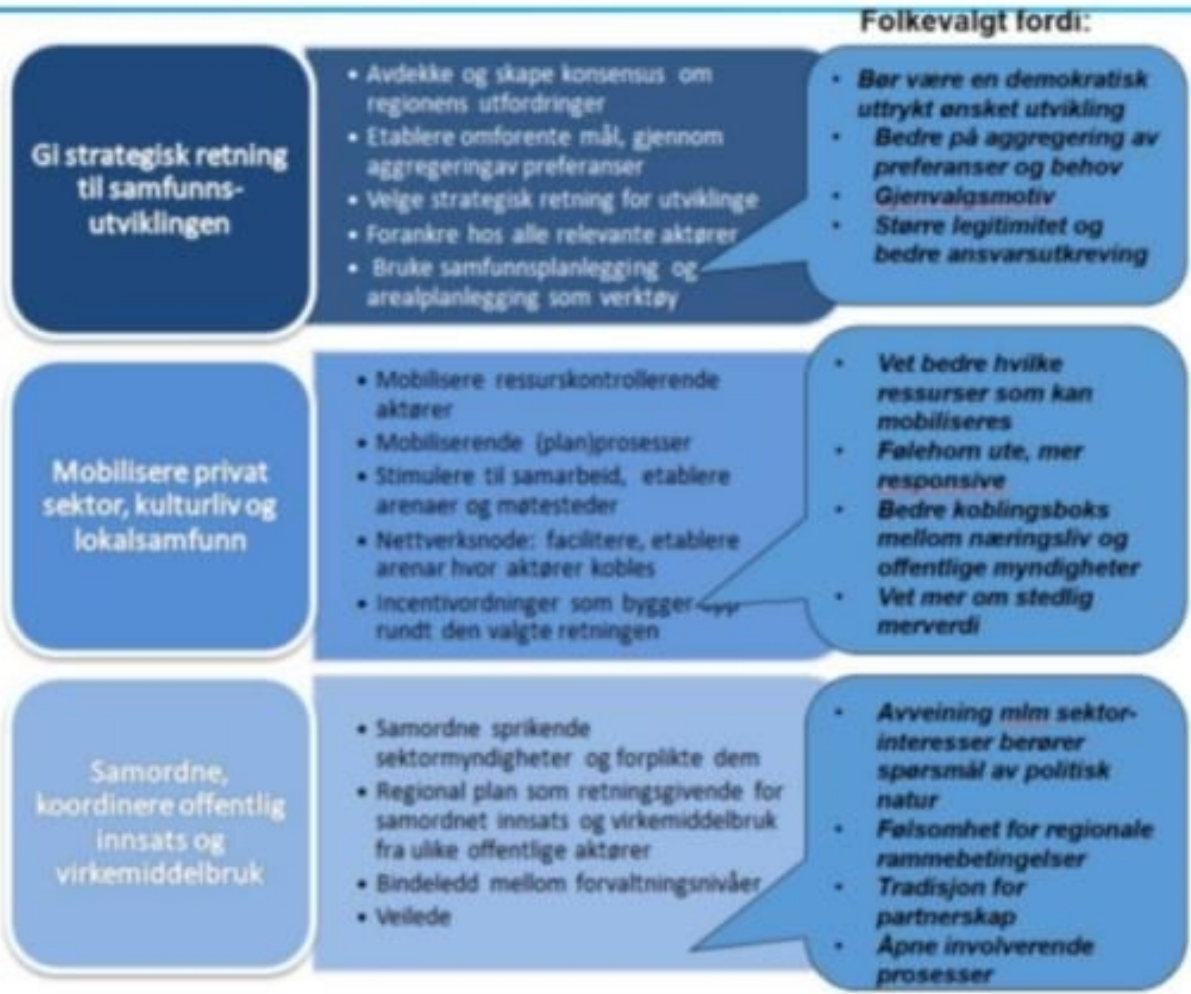 Folkevalgt fordi:
Gi strategisk retning
til samfunns-
utviklingen
• Avdekke og skape konsensus om
regionens utfordringer
• Etablere omforente mål, gjennom
aggregeringav preferanser
• Velge strategisk retning for utviklinge
• Forankre hos alle relevante aktører
• Bruke samfunnsplanlegging og
arealplanlegging som verktøy
• Bør være en demokratisk
uttrykt ønsket utvikling
• Bedre på aggregering av
preferanser og behov
• Gjenvalgsmotiv
• Større legitimitet og
bedre ansvarsutkreving
Mobilisere privat
sektor, kulturliv og
lokalsamfunn
• Mobilisere ressurskontrollerende
aktører
• Mobiliserende (plan)prosesser
• Stimulere til samarbeid, etablere
arenaer og møtesteder
• Nettverksnode: facilitere, etablere
arenar hvor aktører kobles
• Incentivordninger som bygger opp
rundt den valgte retningen
• Vet bedre hvilke
ressurser som kan
mobiliseres
• Følehorn ute, mer
responsive
• Bedre koblingsboks
mellom næringsliv og
offentlige myndigheter
• Vet mer om stedlig
merverdi
Samordne,
koordinere offentlig
innsats og
virkemiddelbruk
• Samordne sprikende
sektormyndigheter og forplikte dem
• Regional plan som retningsgivende for
samordnet innsats og virkemiddelbruk
fra ulike offentlige aktører
• Bindeledd mellom forvaltningsnivåer
• Veilede
• Avveining mlm sektor-
interesser berører
spørsmål av politisk
natur
• Følsomhet for regionale
rammebetingelser
• Tradisjon for
partnerskap
• Åpne involverende
prosesser